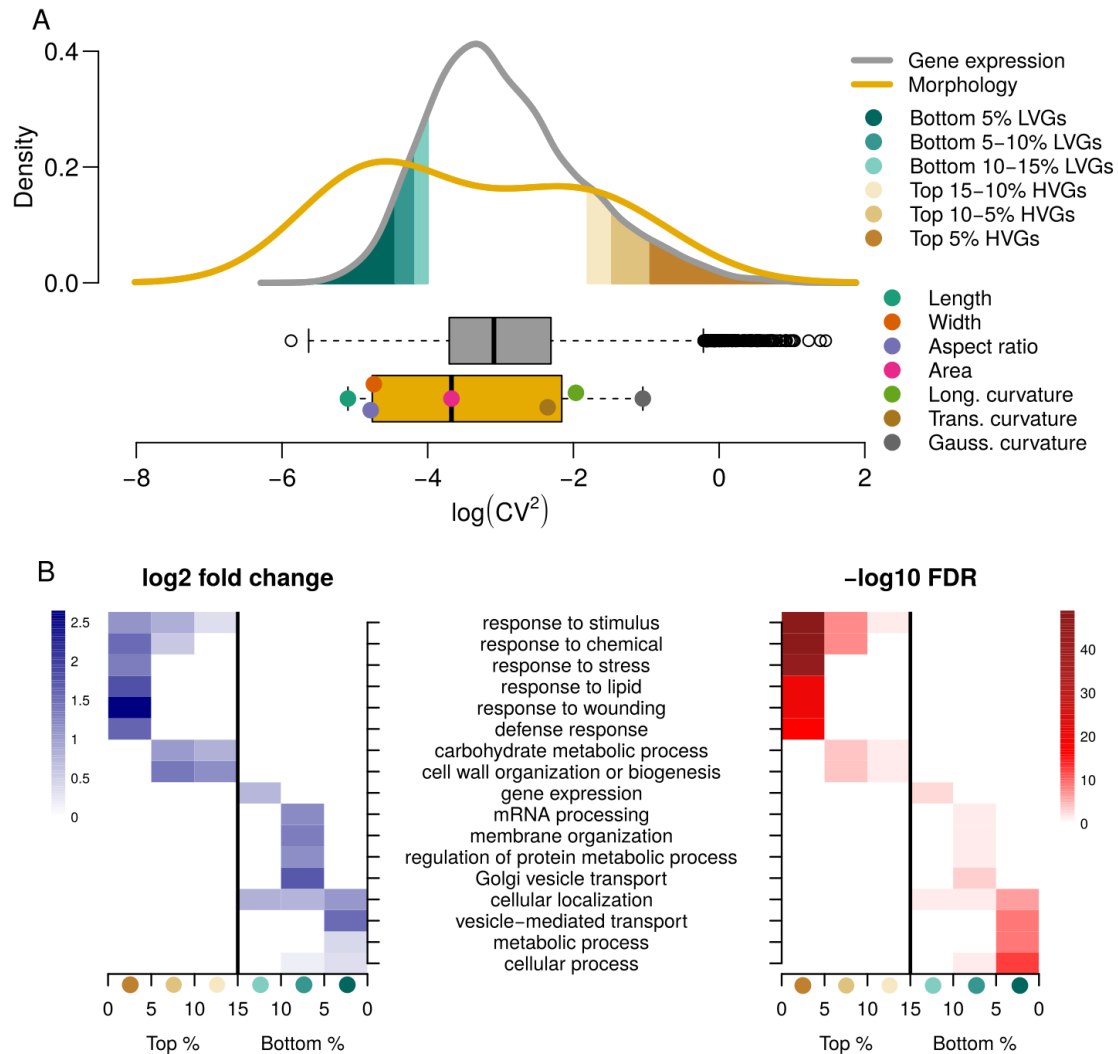 A
Density
0.4
0.2
0.0
Gene expression
Morphology
Bottom 5% LVGs
Bottom 5−10% LVGs
Bottom 10−15% LVGs
Top 15−10% HVGs
Top 10−5% HVGs
Top 5% HVGs
Length
Width
Aspect ratio
Area
Long. curvature
Trans. curvature
Gauss. curvature
−8 −6 −4 −2 0 2
log(CV²)
B
log2 fold change
−log10 FDR
2.5
2
1.5
1
0.5
0
response to stimulus
response to chemical
response to stress
response to lipid
response to wounding
defense response
carbohydrate metabolic process
cell wall organization or biogenesis
gene expression
mRNA processing
membrane organization
regulation of protein metabolic process
Golgi vesicle transport
cellular localization
vesicle−mediated transport
metabolic process
cellular process
40
30
20
10
0
0 5 10 15 10 5 0
Top % Bottom %
0 5 10 15 10 5 0
Top % Bottom %